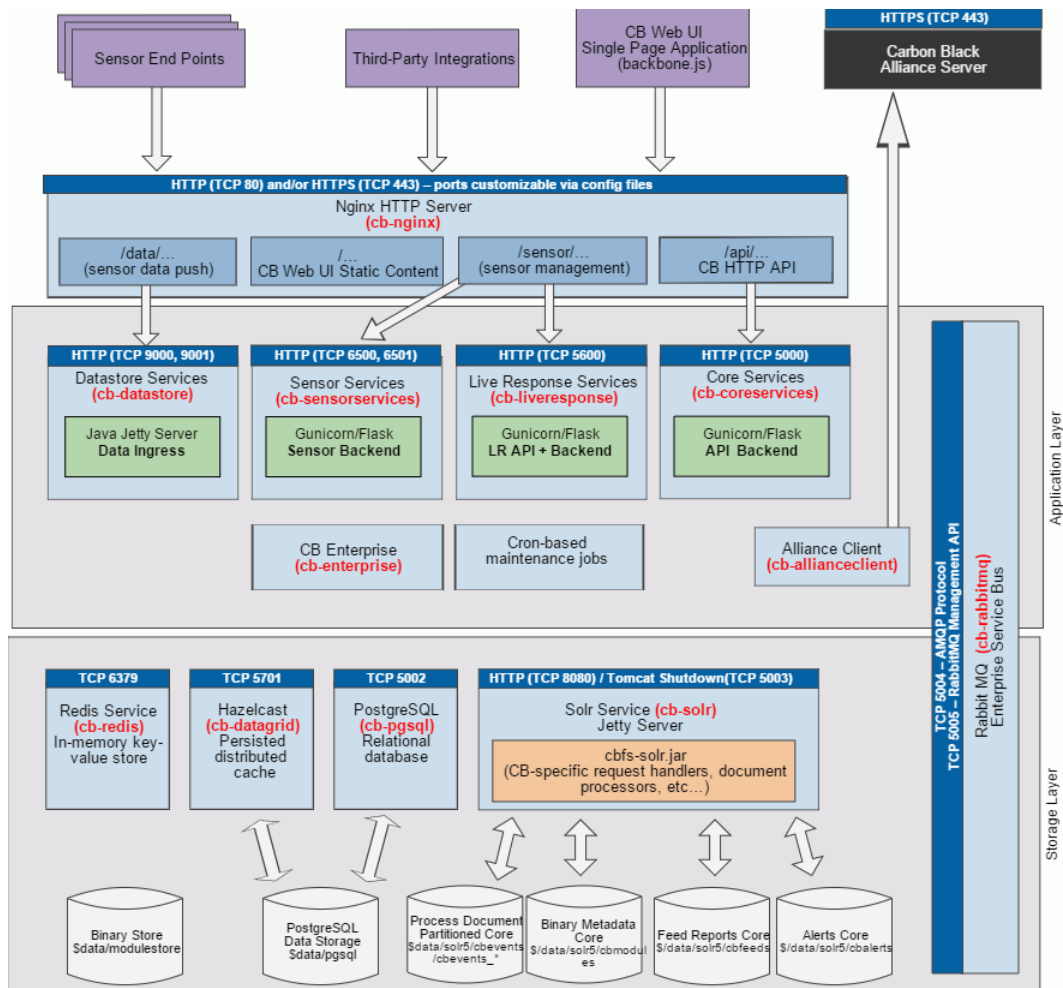 HTTPS (TCP 443)
Sensor End Points
Third-Party Integrations
CB Web UI
Single Page Application
(backbone.js)
Carbon Black
Alliance Server
HTTP (TCP 80) and/or HTTPS (TCP 443) – ports customizable via config files
Nginx HTTP Server
(cb-nginx)
/data/…
(sensor data push)
/…
CB Web UI Static Content
/sensor/…
(sensor management)
/api/…
CB HTTP API
HTTP (TCP 9000, 9001)
Datastore Services
(cb-datastore)
Java Jetty Server
Data Ingress
HTTP (TCP 6500, 6501)
Sensor Services
(cb-sensorservices)
Gunicorn/Flask
Sensor Backend
HTTP (TCP 5600)
Live Response Services
(cb-liveresponse)
Gunicorn/Flask
LR API + Backend
HTTP (TCP 5000)
Core Services
(cb-coreservices)
Gunicorn/Flask
API Backend
CB Enterprise
(cb-enterprise)
Cron-based
maintenance jobs
Alliance Client
(cb-allianceclient)
Application Layer
TCP 5004 – AMQP Protocol
TCP 5005 – RabbitMQ Management API
Rabbit MQ (cb-rabbitmq)
Enterprise Service Bus
TCP 6379
Redis Service
(cb-redis)
In-memory key-
value store
TCP 5701
Hazelcast
(cb-datagrid)
Persisted
distributed
cache
TCP 5002
PostgreSQL
(cb-pgsql)
Relational
database
HTTP (TCP 8080) / Tomcat Shutdown(TCP 5003)
Solr Service (cb-solr)
Jetty Server
cbfs-solr.jar
(CB-specific request handlers, document
processors, etc…)
Storage Layer
Binary Store
$data/modulestore
PostgreSQL
Data Storage
$data/pgsql
Process Document
Partitioned Core
$data/solr5/cbevents
/cbevents_*
Binary Metadata
Core
$/data/solr5/cbmodul
es
Feed Reports Core
$/data/solr5/cbfeeds
Alerts Core
$/data/solr5/cbalerts